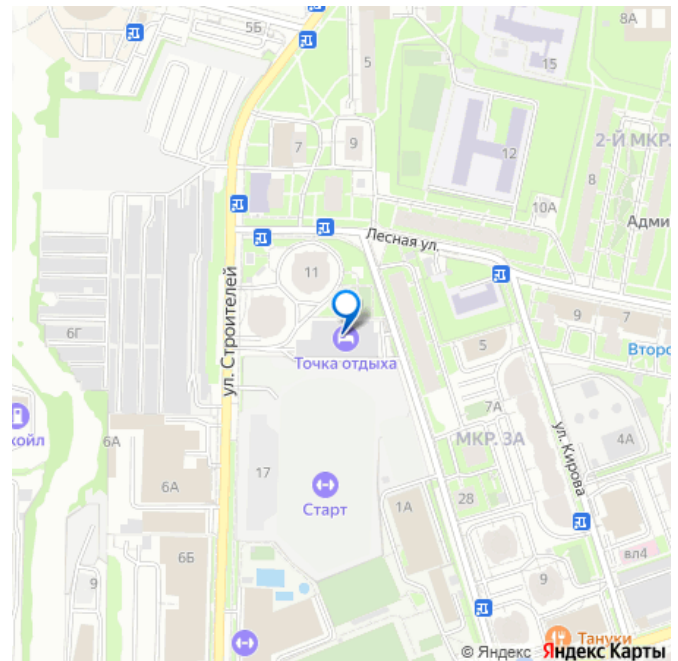 8А
5Б
5
15
7
9
12
2-Й МКР.
8
10А
Адми
Лесная ул.
11
ул. Строителей
6Г
9
7
Точка отдыха
5
Второ
койл
7А
ул. Кирова
МКР. 3А
4А
6А
17
6А
Старт
28
1А
6Б
вл4
9
9
Тануки
© Яндекс Яндекс Карты